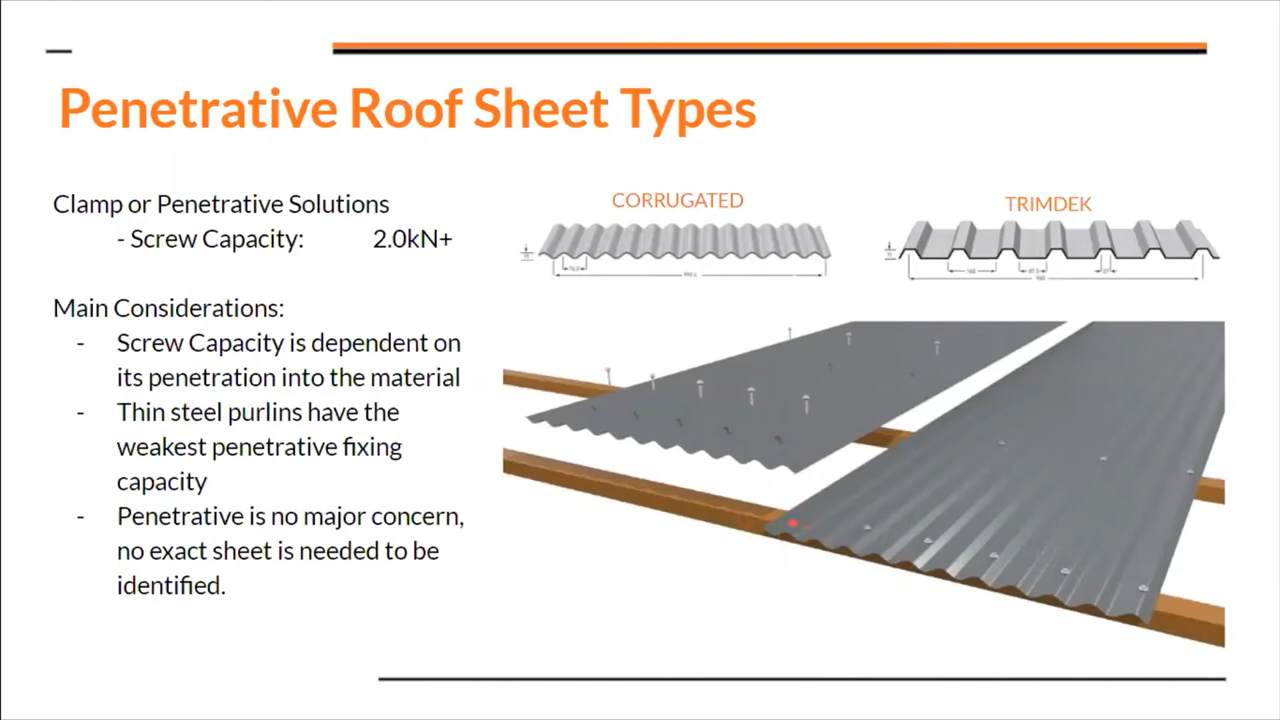 Penetrative Roof Sheet Types
Clamp or Penetrative Solutions
- Screw Capacity: 2.0kN+
Main Considerations:
- Screw Capacity is dependent on
its penetration into the material
- Thin steel purlins have the
weakest penetrative fixing
capacity
- Penetrative is no major concern,
no exact sheet is needed to be
identified.
CORRUGATED
TRIMDEK